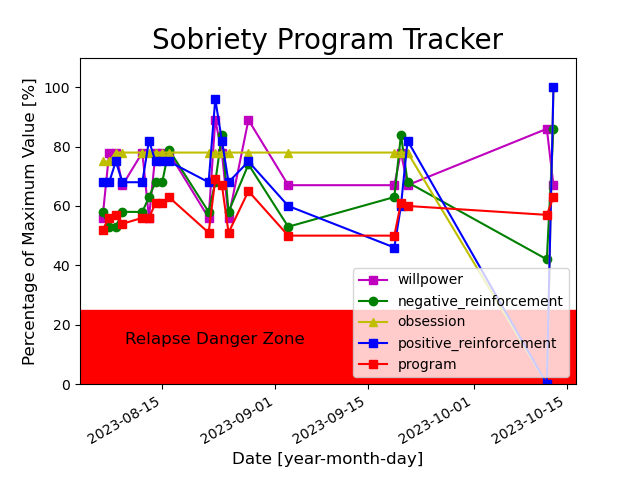 Sobriety Program Tracker
Percentage of Maximum Value [%]
100
80
60
40
20
0
Relapse Danger Zone
willpower
negative_reinforcement
obsession
positive_reinforcement
program
2023-08-15
2023-09-01
2023-09-15
2023-10-01
2023-10-15
Date [year-month-day]